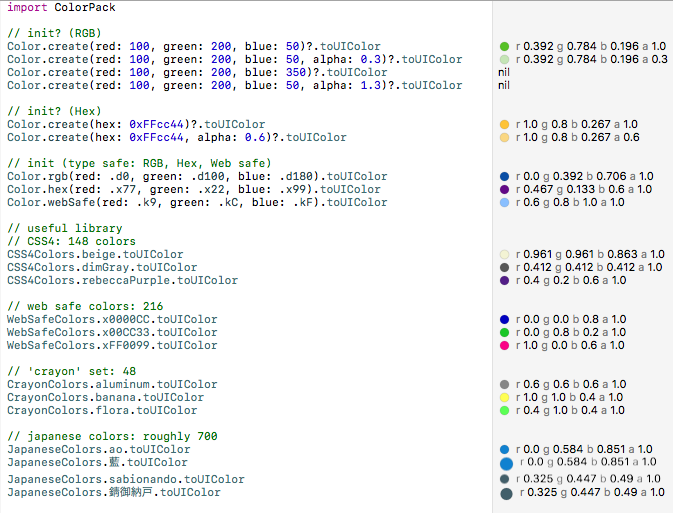 import ColorPack
// init? (RGB)
Color.create(red: 100, green: 200, blue: 50)?.toUIColor r 0.392 g 0.784 b 0.196 a 1.0
Color.create(red: 100, green: 200, blue: 50, alpha: 0.3)?.toUIColor r 0.392 g 0.784 b 0.196 a 0.3
Color.create(red: 100, green: 200, blue: 350)?.toUIColor nil
Color.create(red: 100, green: 200, blue: 50, alpha: 1.3)?.toUIColor nil
// init? (Hex)
Color.create(hex: 0xFFcc44)?.toUIColor r 1.0 g 0.8 b 0.267 a 1.0
Color.create(hex: 0xFFcc44, alpha: 0.6)?.toUIColor r 1.0 g 0.8 b 0.267 a 0.6
// init (type safe: RGB, Hex, Web safe)
Color.rgb(red: .d0, green: .d100, blue: .d180).toUIColor r 0.0 g 0.392 b 0.706 a 1.0
Color.hex(red: .x77, green: .x22, blue: .x99).toUIColor r 0.467 g 0.133 b 0.6 a 1.0
Color.webSafe(red: .k9, green: .kC, blue: .kF).toUIColor r 0.6 g 0.8 b 1.0 a 1.0
// useful library
// CSS4: 148 colors
CSS4Colors.beige.toUIColor r 0.961 g 0.961 b 0.863 a 1.0
CSS4Colors.dimGray.toUIColor r 0.412 g 0.412 b 0.412 a 1.0
CSS4Colors.rebeccaPurple.toUIColor r 0.4 g 0.2 b 0.6 a 1.0
// web safe colors: 216
WebSafeColors.x0000CC.toUIColor r 0.0 g 0.0 b 0.8 a 1.0
WebSafeColors.x00CC33.toUIColor r 0.0 g 0.8 b 0.2 a 1.0
WebSafeColors.xFF0099.toUIColor r 1.0 g 0.0 b 0.6 a 1.0
// 'crayon' set: 48
CrayonColors.aluminum.toUIColor r 0.6 g 0.6 b 0.6 a 1.0
CrayonColors.banana.toUIColor r 1.0 g 1.0 b 0.4 a 1.0
CrayonColors.flora.toUIColor r 0.4 g 1.0 b 0.4 a 1.0
// japanese colors: roughly 700
JapaneseColors.ao.toUIColor r 0.0 g 0.584 b 0.851 a 1.0
JapaneseColors.藍.toUIColor r 0.0 g 0.584 b 0.851 a 1.0
JapaneseColors.sabionando.toUIColor r 0.325 g 0.447 b 0.49 a 1.0
JapaneseColors.錆御納戸.toUIColor r 0.325 g 0.447 b 0.49 a 1.0